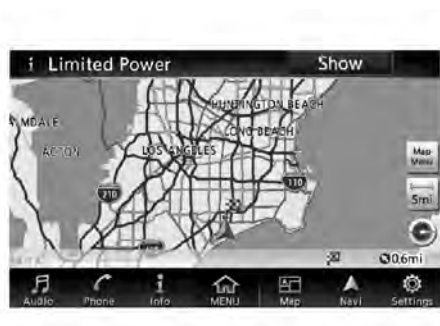 i Limited Power Show
HUNTINGTON BEACH
MDALE
LONG BEACH
ACTON
LOS ANGELES
Map Menu
110
210
5mi
0.6mi
Audio Phone Info MENU Map Navi Settings